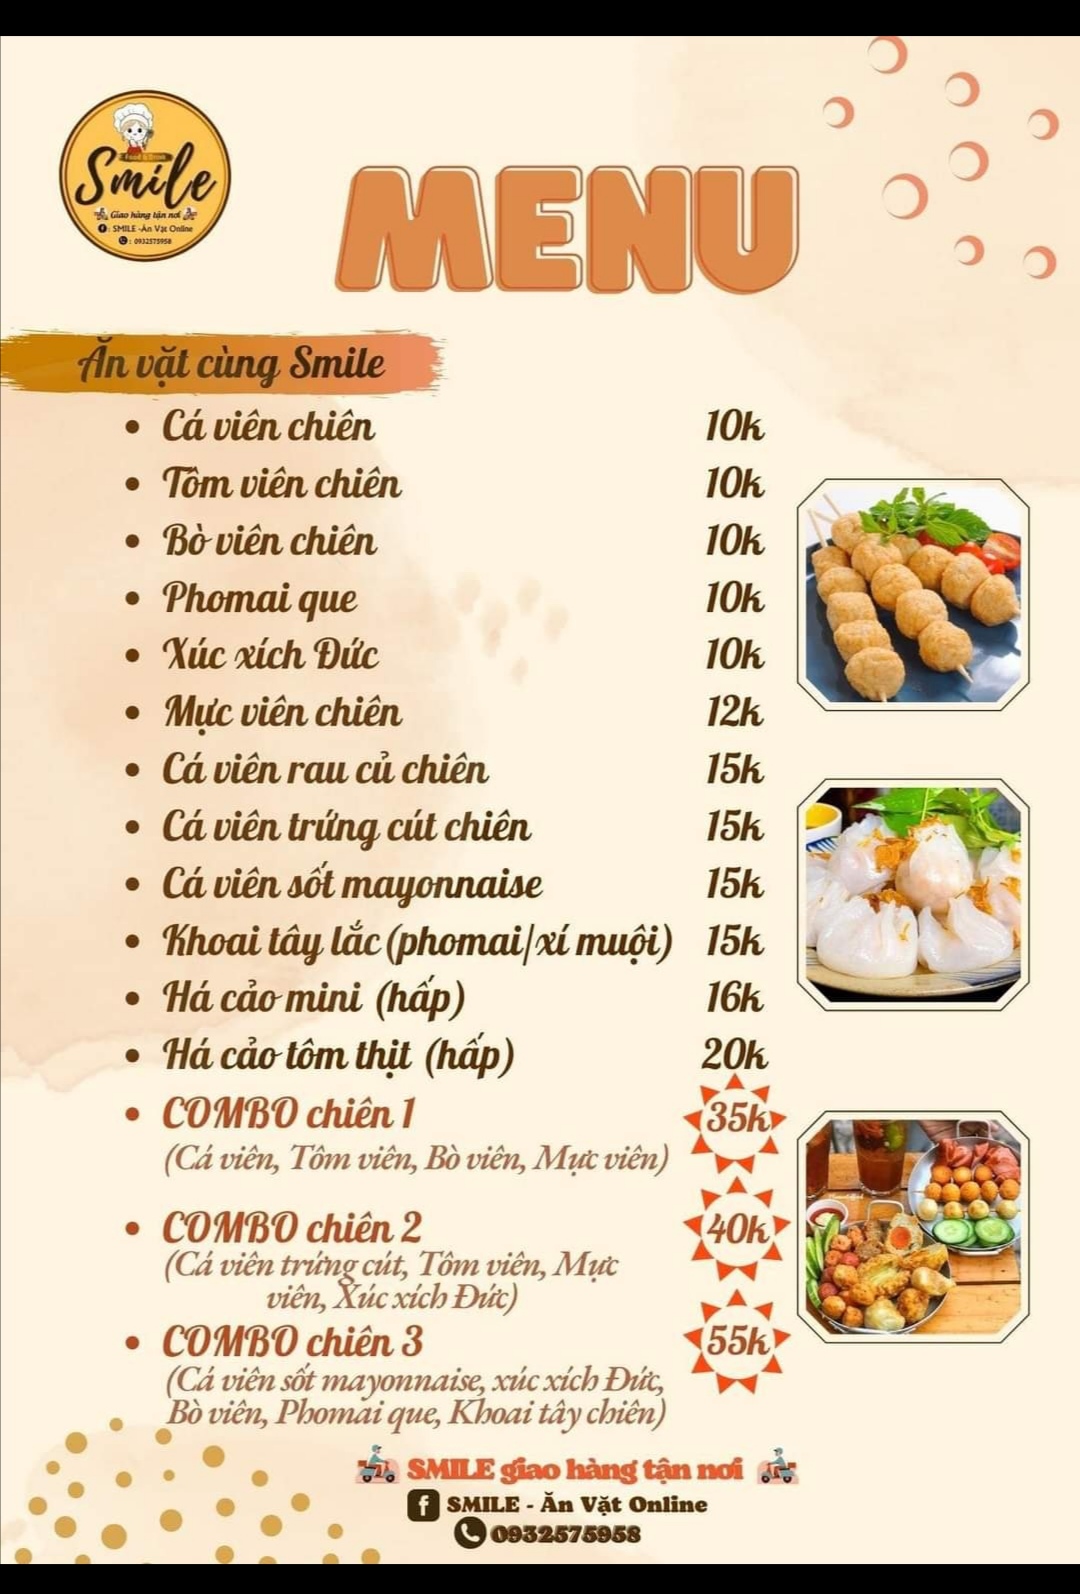 Food & Drink
Smile
Giao hàng tận nơi
: SMILE -Ăn Vặt Online
: 0932575958
MENU
Ăn vặt cùng Smile
• Cá viên chiên 10k
• Tôm viên chiên 10k
• Bò viên chiên 10k
• Phomai que 10k
• Xúc xích Đức 10k
• Mực viên chiên 12k
• Cá viên rau củ chiên 15k
• Cá viên trứng cút chiên 15k
• Cá viên sốt mayonnaise 15k
• Khoai tây lắc (phomai/xí muội) 15k
• Há cảo mini (hấp) 16k
• Há cảo tôm thịt (hấp) 20k
• COMBO chiên 1 35k
(Cá viên, Tôm viên, Bò viên, Mực viên)
• COMBO chiên 2 40k
(Cá viên trứng cút, Tôm viên, Mực
viên, Xúc xích Đức)
• COMBO chiên 3 55k
(Cá viên sốt mayonnaise, xúc xích Đức,
Bò viên, Phomai que, Khoai tây chiên)
SMILE giao hàng tận nơi
f SMILE - Ăn Vặt Online
0932575958